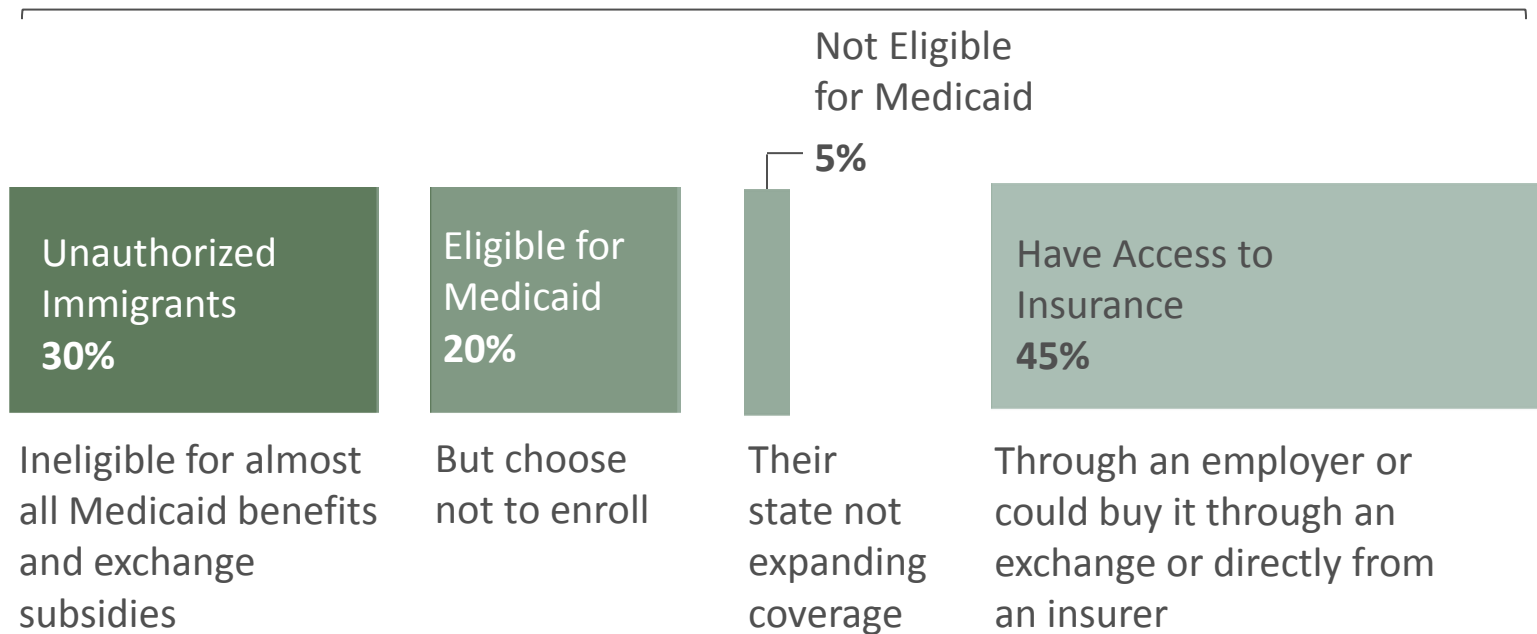 Not Eligible
for Medicaid
5%
Unauthorized
Immigrants
30%
Eligible for
Medicaid
20%
Have Access to
Insurance
45%
Ineligible for almost
all Medicaid benefits
and exchange
subsidies
But choose
not to enroll
Their
state not
expanding
coverage
Through an employer or
could buy it through an
exchange or directly from
an insurer